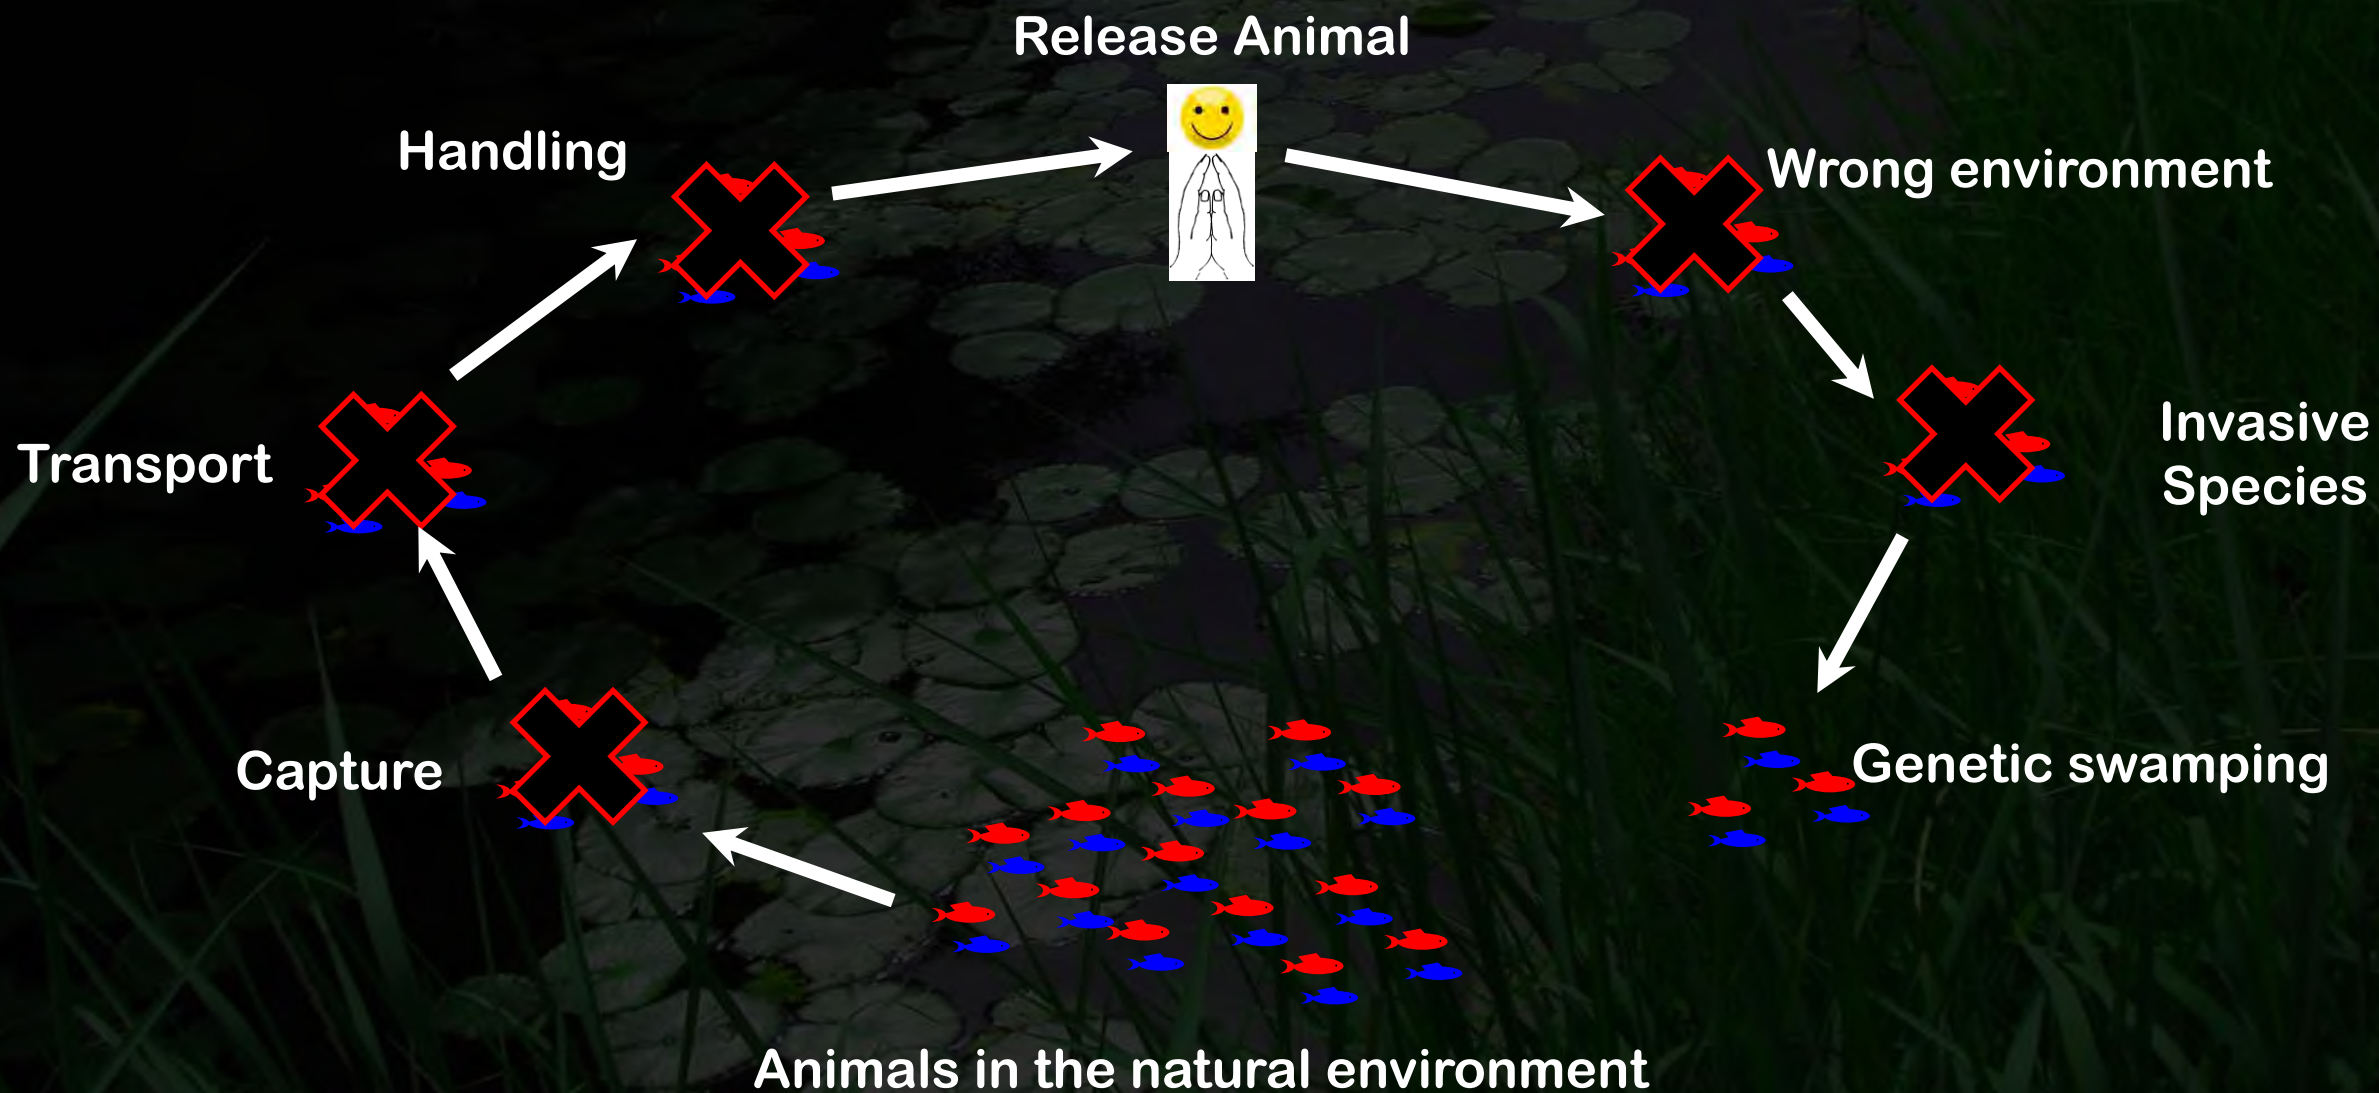 Release Animal
Handling
Wrong environment
Transport
Invasive
Species
Capture
Genetic swamping
Animals in the natural environment